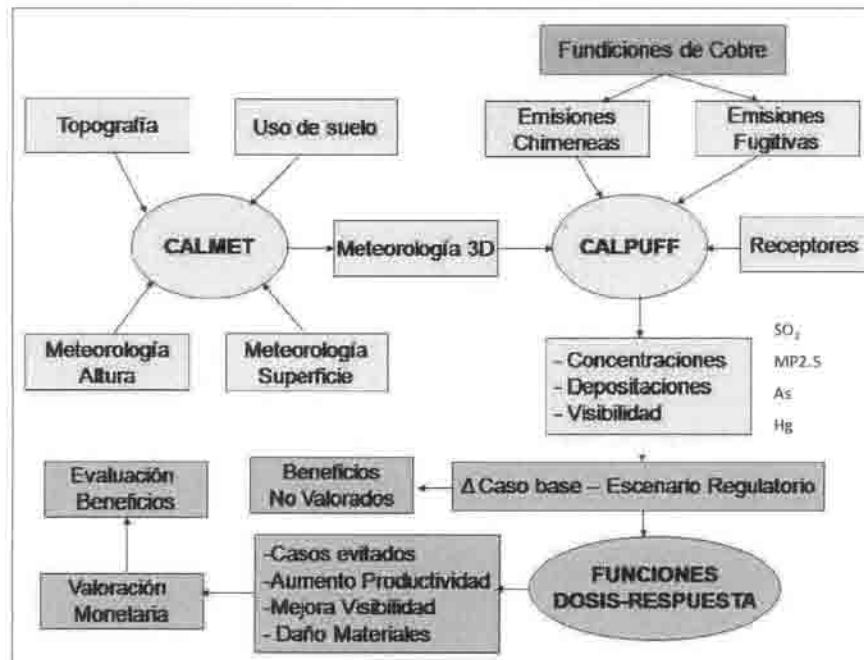 Fundiciones de Cobre
Topografía
Uso de suelo
Emisiones
Chimeneas
Emisiones
Fugitivas
CALMET
Meteorología 3D
CALPUFF
Receptores
Meteorología
Altura
Meteorología
Superficie
- Concentraciones
- Depositaciones
- Visibilidad
SO₂
MP2.5
As
Hg
Evaluación
Beneficios
Beneficios
No Valorados
Δ Caso base – Escenario Regulatorio
Valoración
Monetaria
-Casos evitados
-Aumento Productividad
-Mejora Visibilidad
- Daño Materiales
FUNCIONES
DOSIS-RESPUESTA